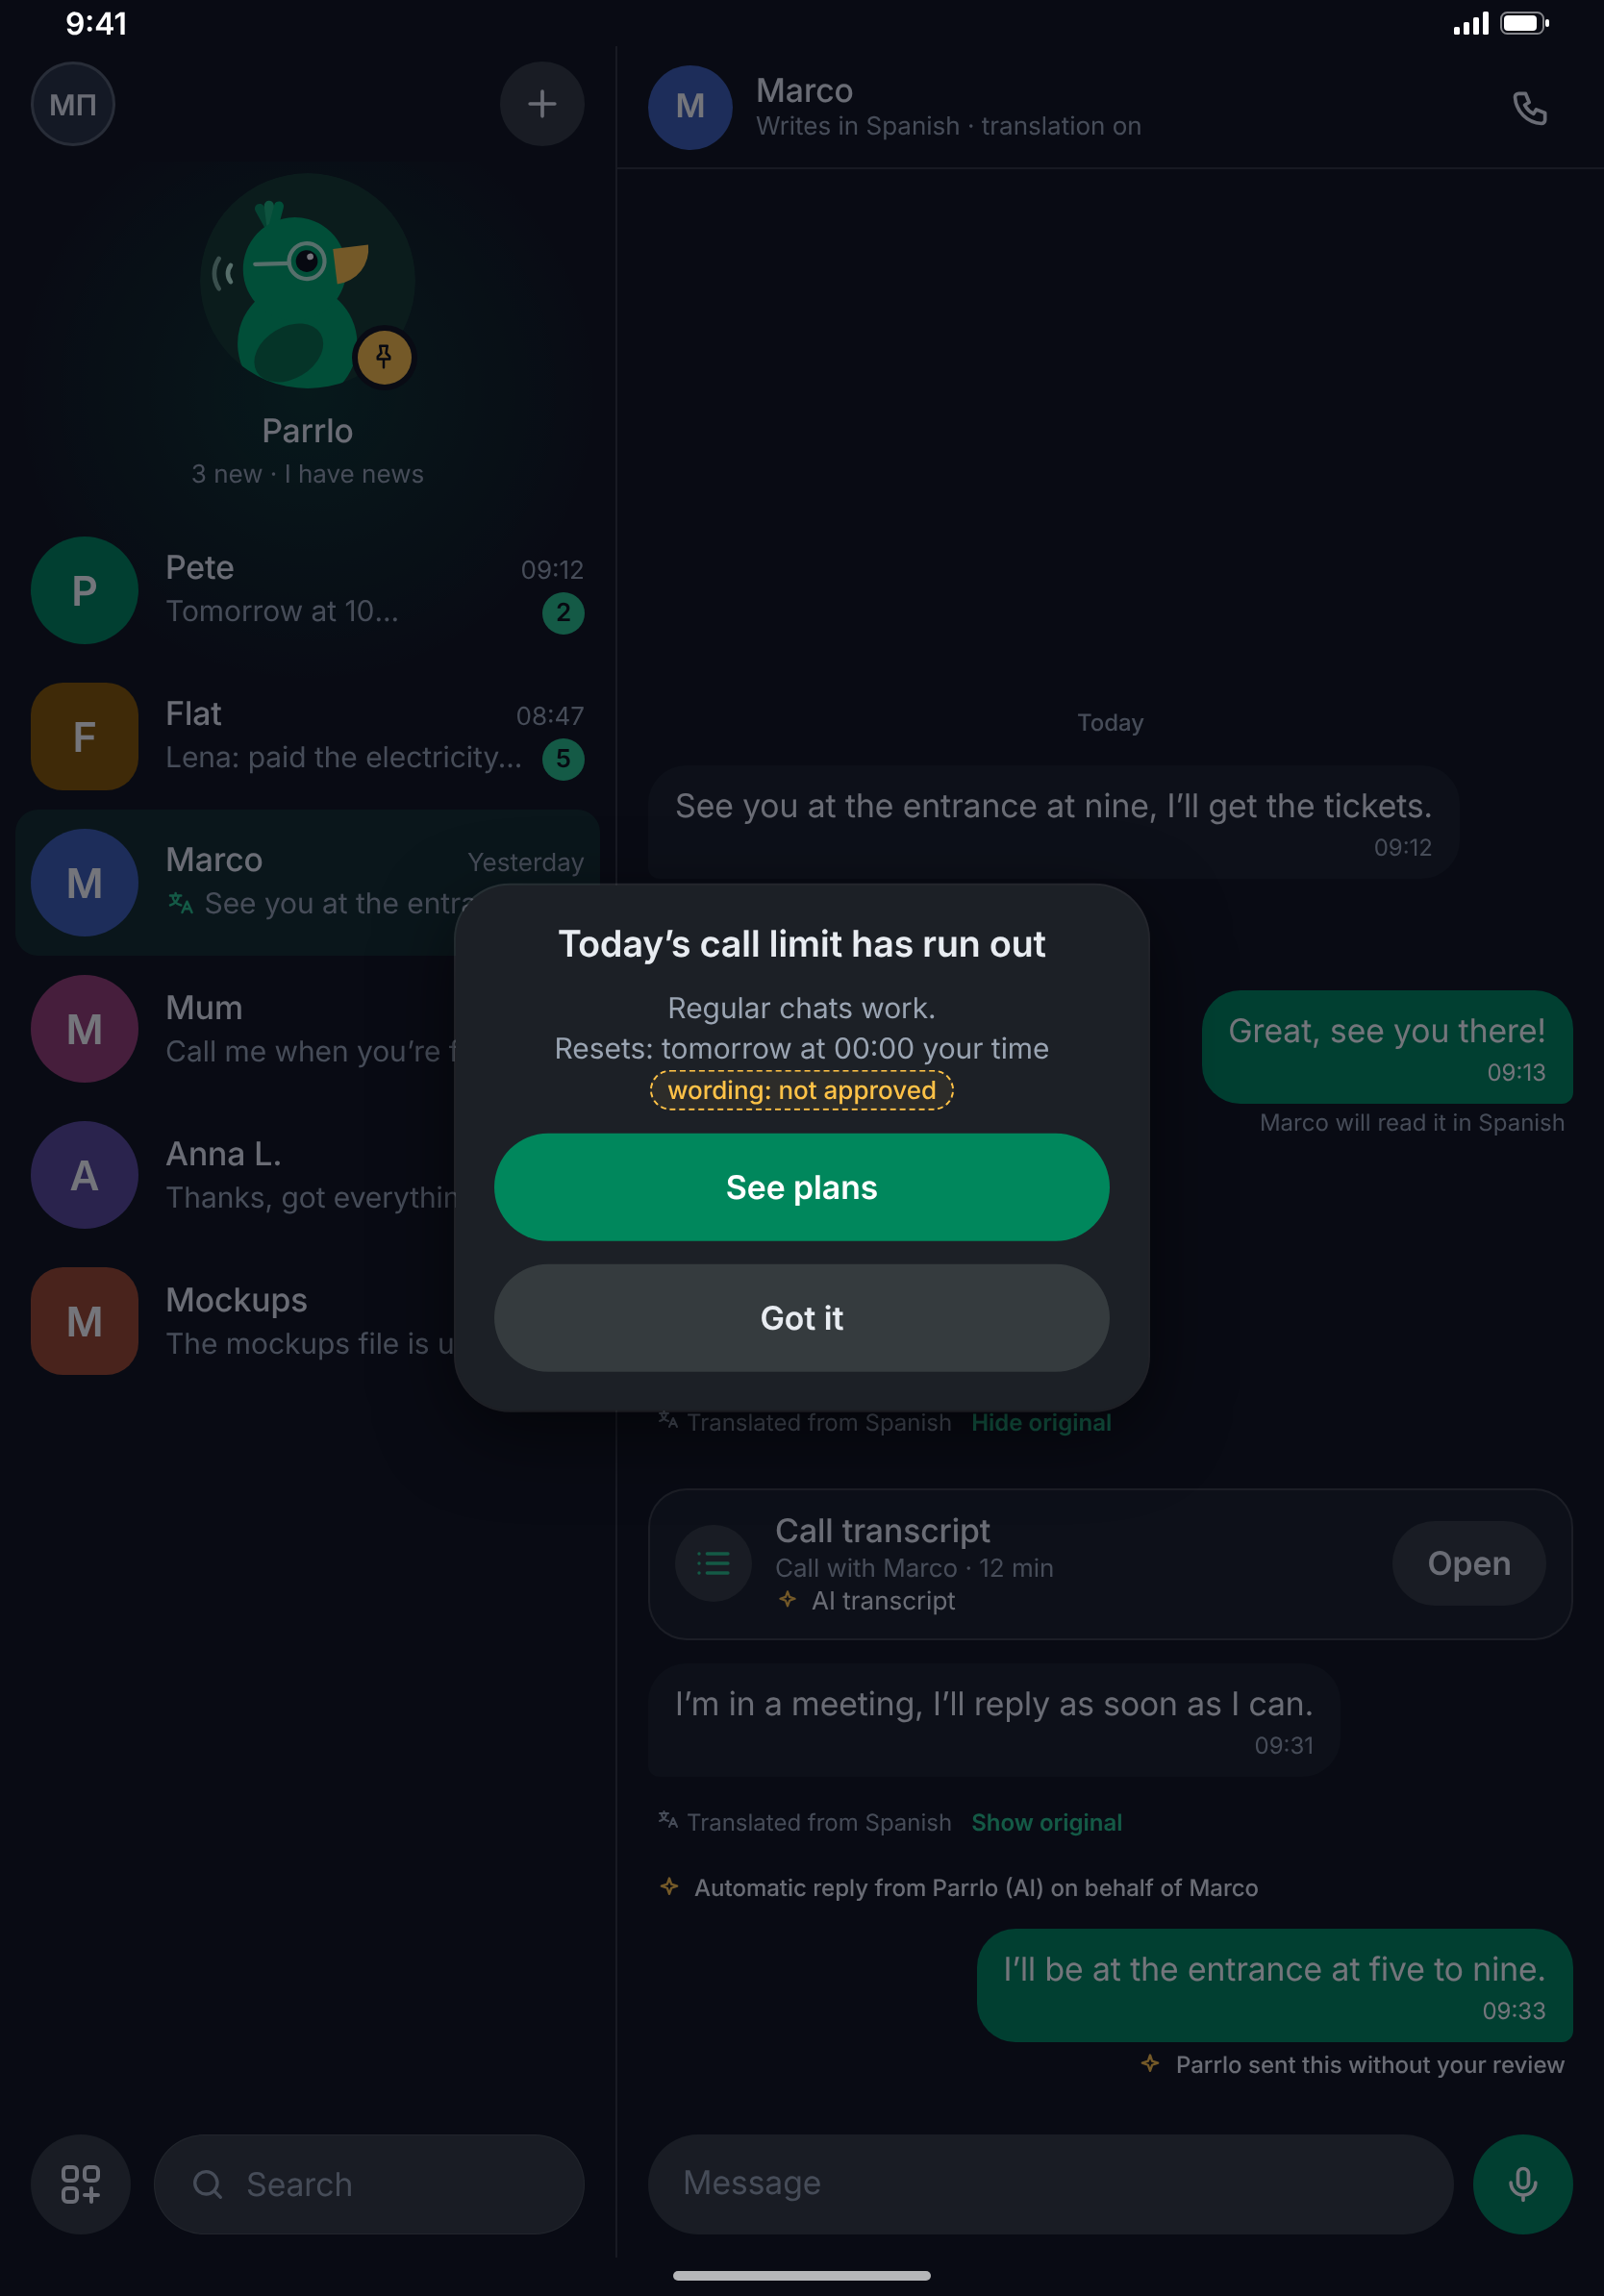 9:41
МП
Parrlo
3 new · I have news
P
Pete
09:12
Tomorrow at 10...
2
F
Flat
08:47
Lena: paid the electricity...
5
M
Marco
Yesterday
See you at the entra
M
Mum
Call me when you're f
A
Anna L.
Thanks, got everythin
M
Mockups
The mockups file is u
Search
M
Marco
Writes in Spanish · translation on
Today
See you at the entrance at nine, I'll get the tickets.
09:12
Great, see you there!
09:13
Marco will read it in Spanish
Today's call limit has run out
Regular chats work.
Resets: tomorrow at 00:00 your time
wording: not approved
See plans
Got it
Translated from Spanish Hide original
Call transcript
Call with Marco · 12 min
AI transcript
Open
I'm in a meeting, I'll reply as soon as I can.
09:31
Translated from Spanish Show original
Automatic reply from Parrlo (AI) on behalf of Marco
I'll be at the entrance at five to nine.
09:33
Parrlo sent this without your review
Message